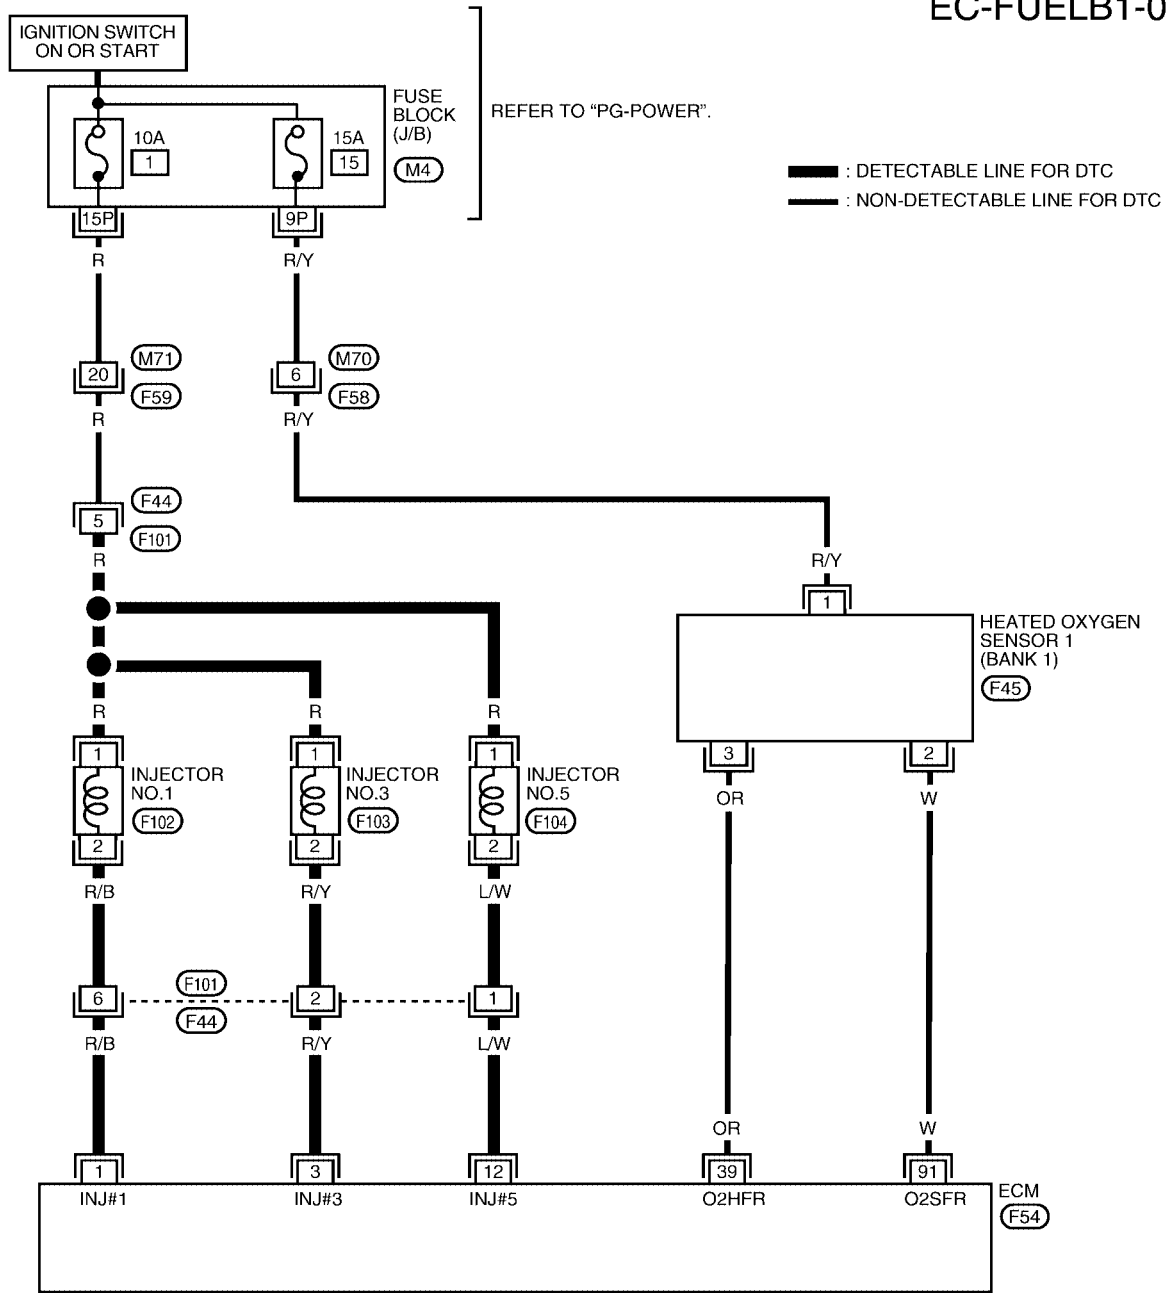 EC-FUELB1-0
IGNITION SWITCH
ON OR START
FUSE
BLOCK
(J/B)
M4
REFER TO “PG-POWER”.
10A
1
15A
15
: DETECTABLE LINE FOR DTC
: NON-DETECTABLE LINE FOR DTC
15P
9P
R
R/Y
20
M71
F59
6
M70
F58
R
R/Y
5
F44
F101
R
R/Y
1
HEATED OXYGEN
SENSOR 1
(BANK 1)
F45
R
R
R
1
1
1
3
2
INJECTOR
NO.1
F102
INJECTOR
NO.3
F103
INJECTOR
NO.5
F104
OR
W
2
2
2
R/B
R/Y
L/W
6
F101
F44
2
1
R/B
R/Y
L/W
OR
W
1
3
12
39
91
INJ#1
INJ#3
INJ#5
O2HFR
O2SFR
ECM
F54